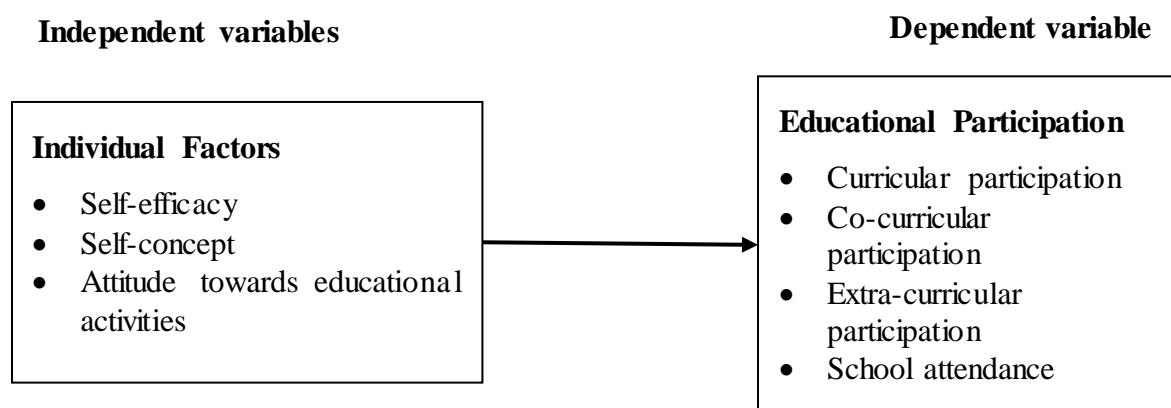 Independent variables
Dependent variable
Individual Factors
• Self-efficacy
• Self-concept
• Attitude towards educational
activities
Educational Participation
• Curricular participation
• Co-curricular
participation
• Extra-curricular
participation
• School attendance